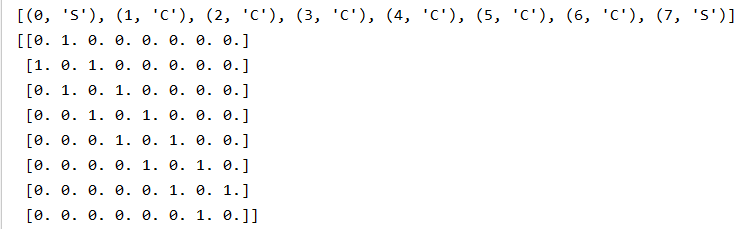 [(0, 'S'), (1, 'C'), (2, 'C'), (3, 'C'), (4, 'C'), (5, 'C'), (6, 'C'), (7, 'S')]
[[0. 1. 0. 0. 0. 0. 0. 0.]
[1. 0. 1. 0. 0. 0. 0. 0.]
[0. 1. 0. 1. 0. 0. 0. 0.]
[0. 0. 1. 0. 1. 0. 0. 0.]
[0. 0. 0. 1. 0. 1. 0. 0.]
[0. 0. 0. 0. 1. 0. 1. 0.]
[0. 0. 0. 0. 0. 1. 0. 1.]
[0. 0. 0. 0. 0. 0. 1. 0.]]